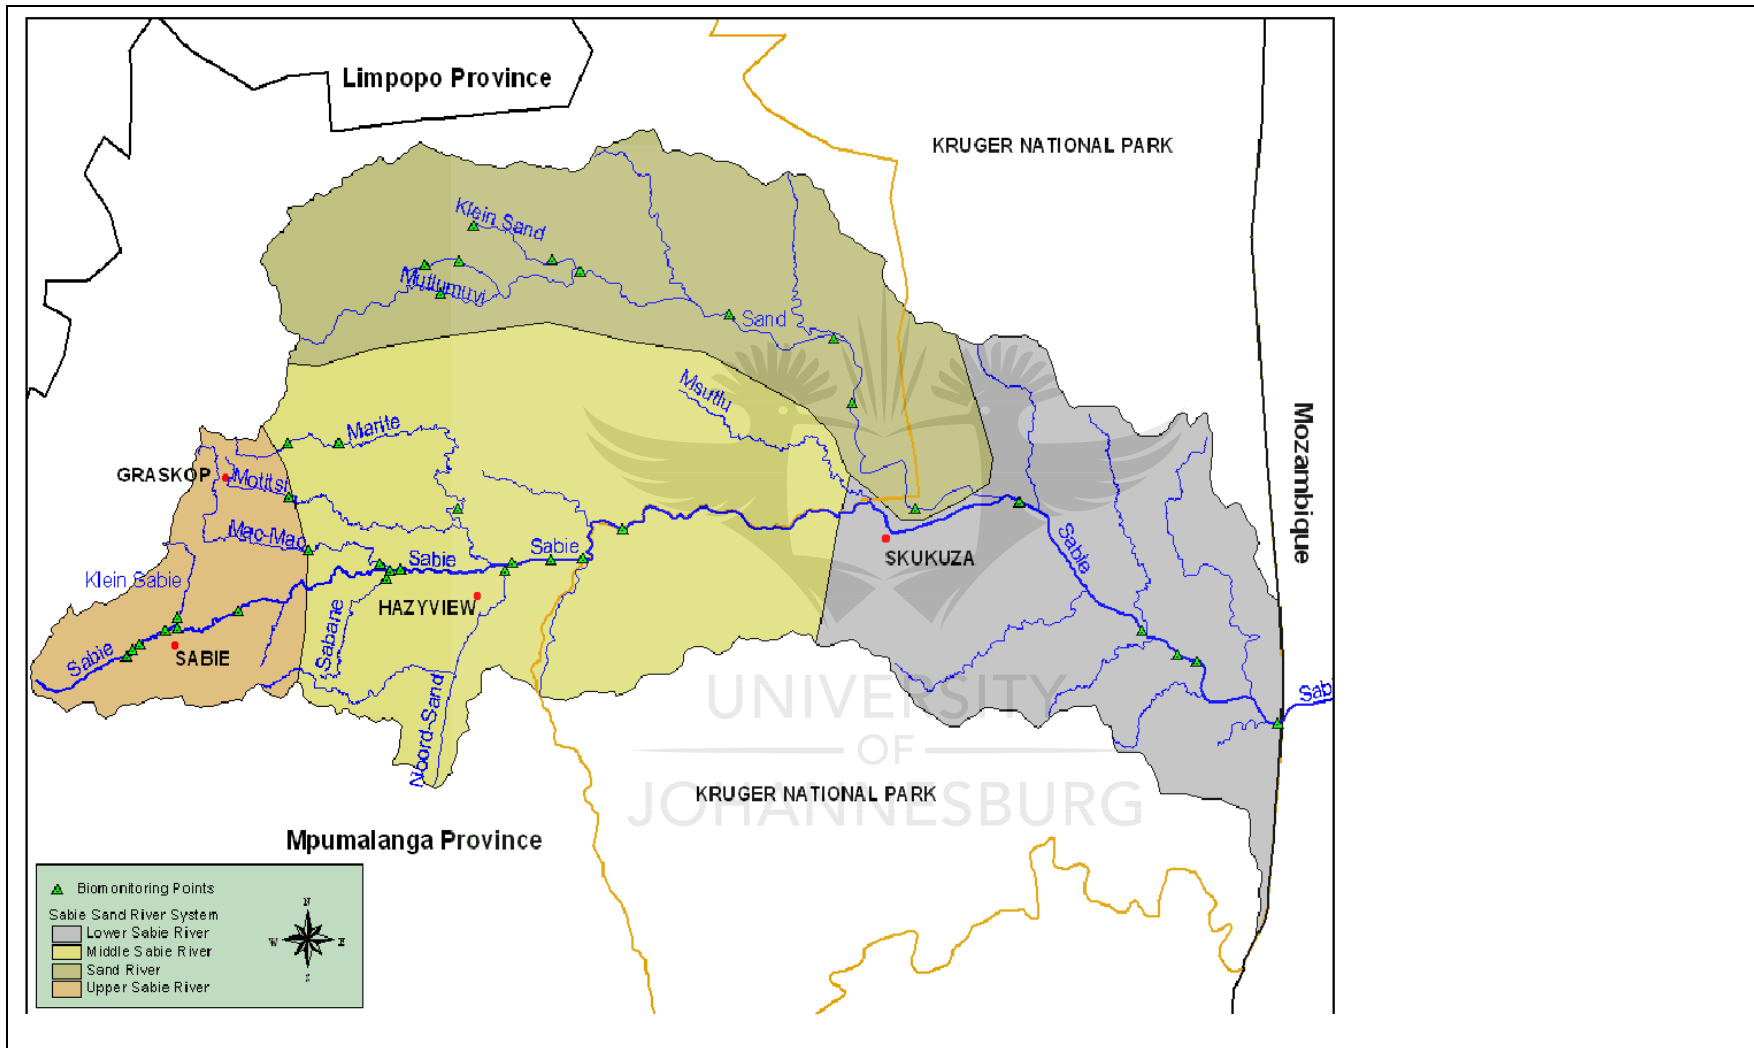 Limpopo Province
KRUGER NATIONAL PARK
Klein Sand
Mutlumuvi
Sand
Msutlu
Marite
Mozambique
GRASKOP
Motitsi
Mac-Mac
Sabie
Sabie
Sabie
SKUKUZA
Klein Sabie
HAZYVIEW
Sabane
Sabie
SABIE
Noord-Sand
Sabi
UNIVERSITY
OF
JOHANNESBURG
KRUGER NATIONAL PARK
Mpumalanga Province
Biomonitoring Points
Sabie Sand River System
Lower Sabie River
Middle Sabie River
Sand River
Upper Sabie River
N
W
E
S